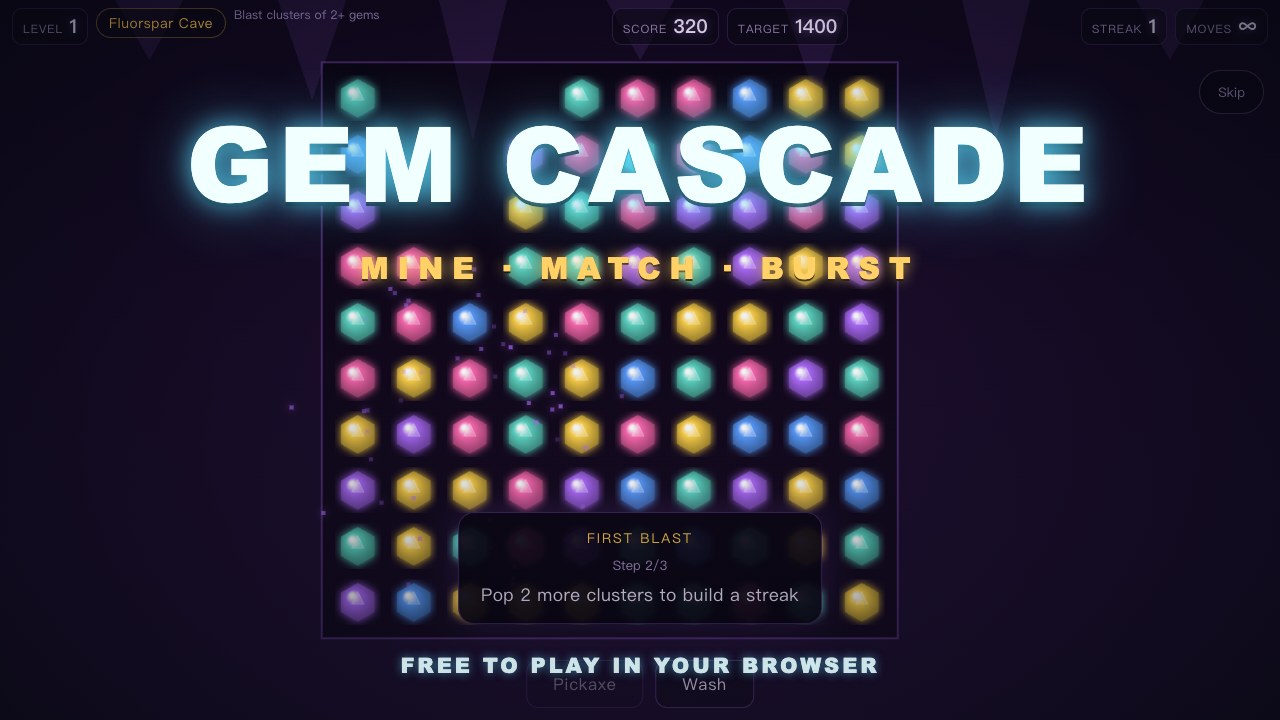 LEVEL 1
Fluorspar Cave
Blast clusters of 2+ gems
SCORE 320
TARGET 1400
STREAK 1
MOVES ∞
Skip
GEM CASCADE
MINE · MATCH · BURST
FIRST BLAST
Step 2/3
Pop 2 more clusters to build a streak
FREE TO PLAY IN YOUR BROWSER
Pickaxe
Wash